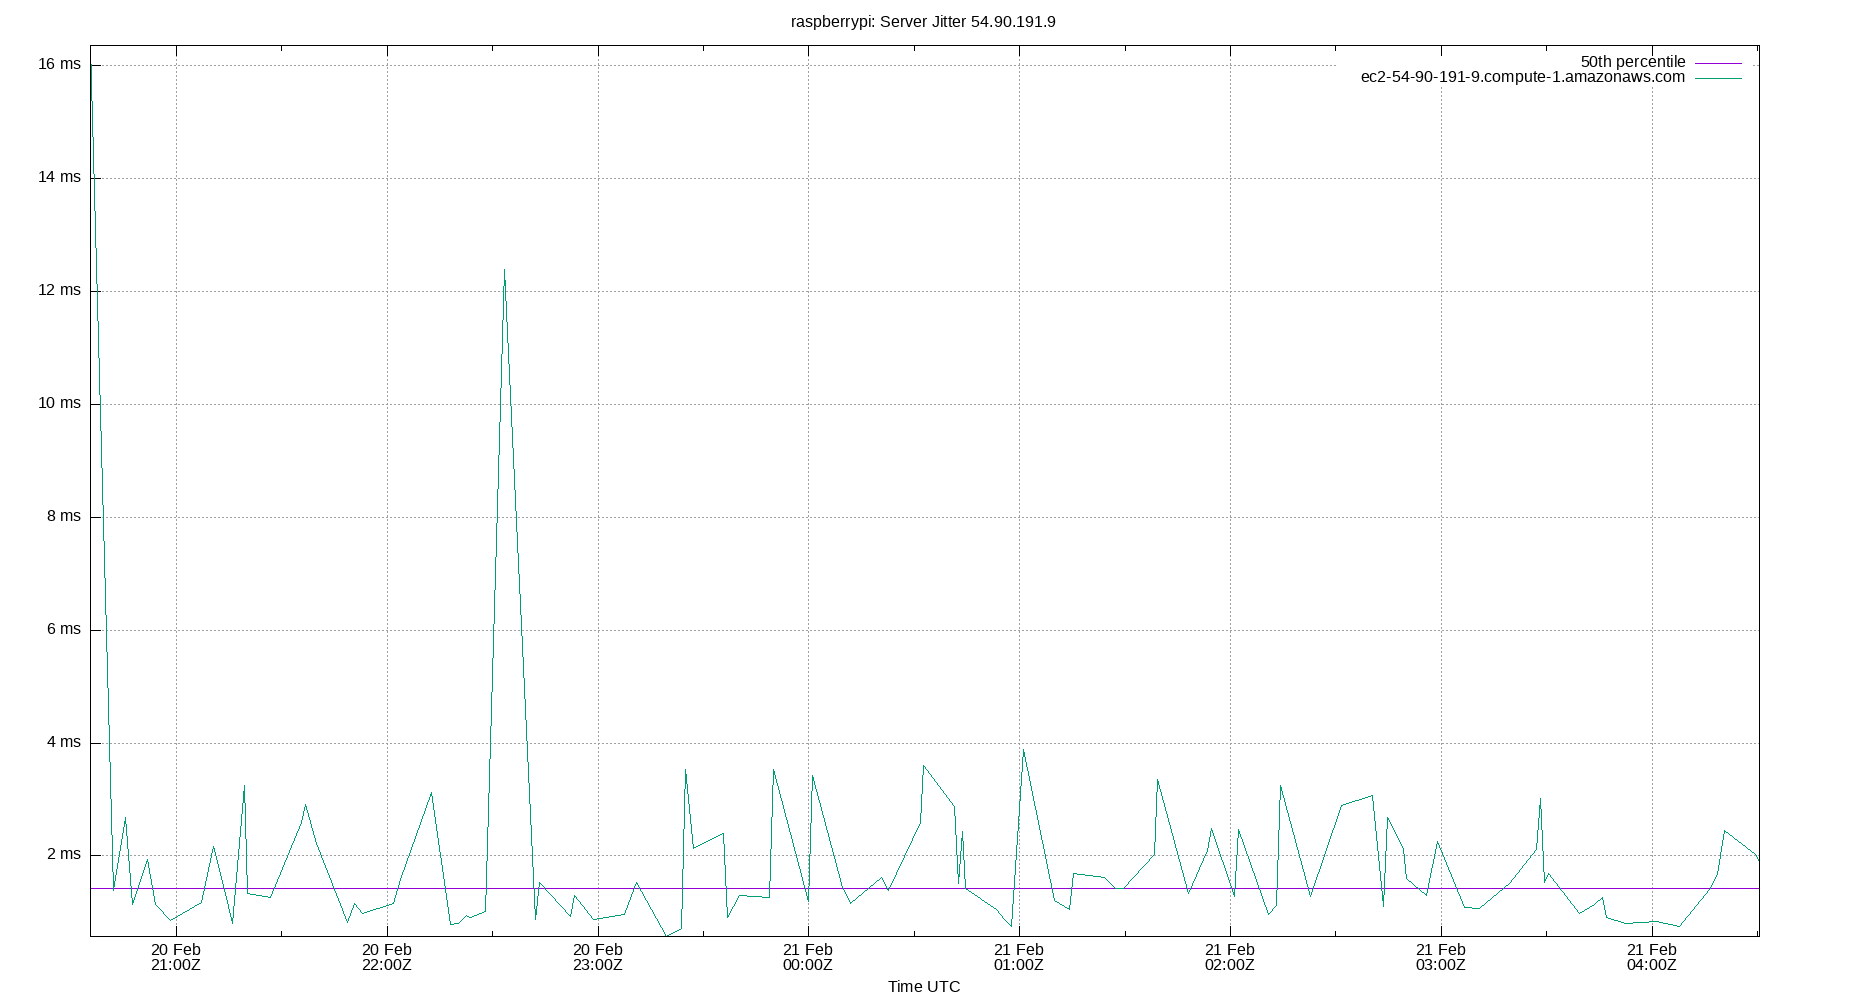 raspberrypi: Server Jitter 54.90.191.9
50th percentile
ec2-54-90-191-9.compute-1.amazonaws.com
16 ms
14 ms
12 ms
10 ms
8 ms
6 ms
4 ms
2 ms
20 Feb 20 Feb 20 Feb 21 Feb 21 Feb 21 Feb 21 Feb 21 Feb
21:00Z 22:00Z 23:00Z 00:00Z 01:00Z 02:00Z 03:00Z 04:00Z
Time UTC